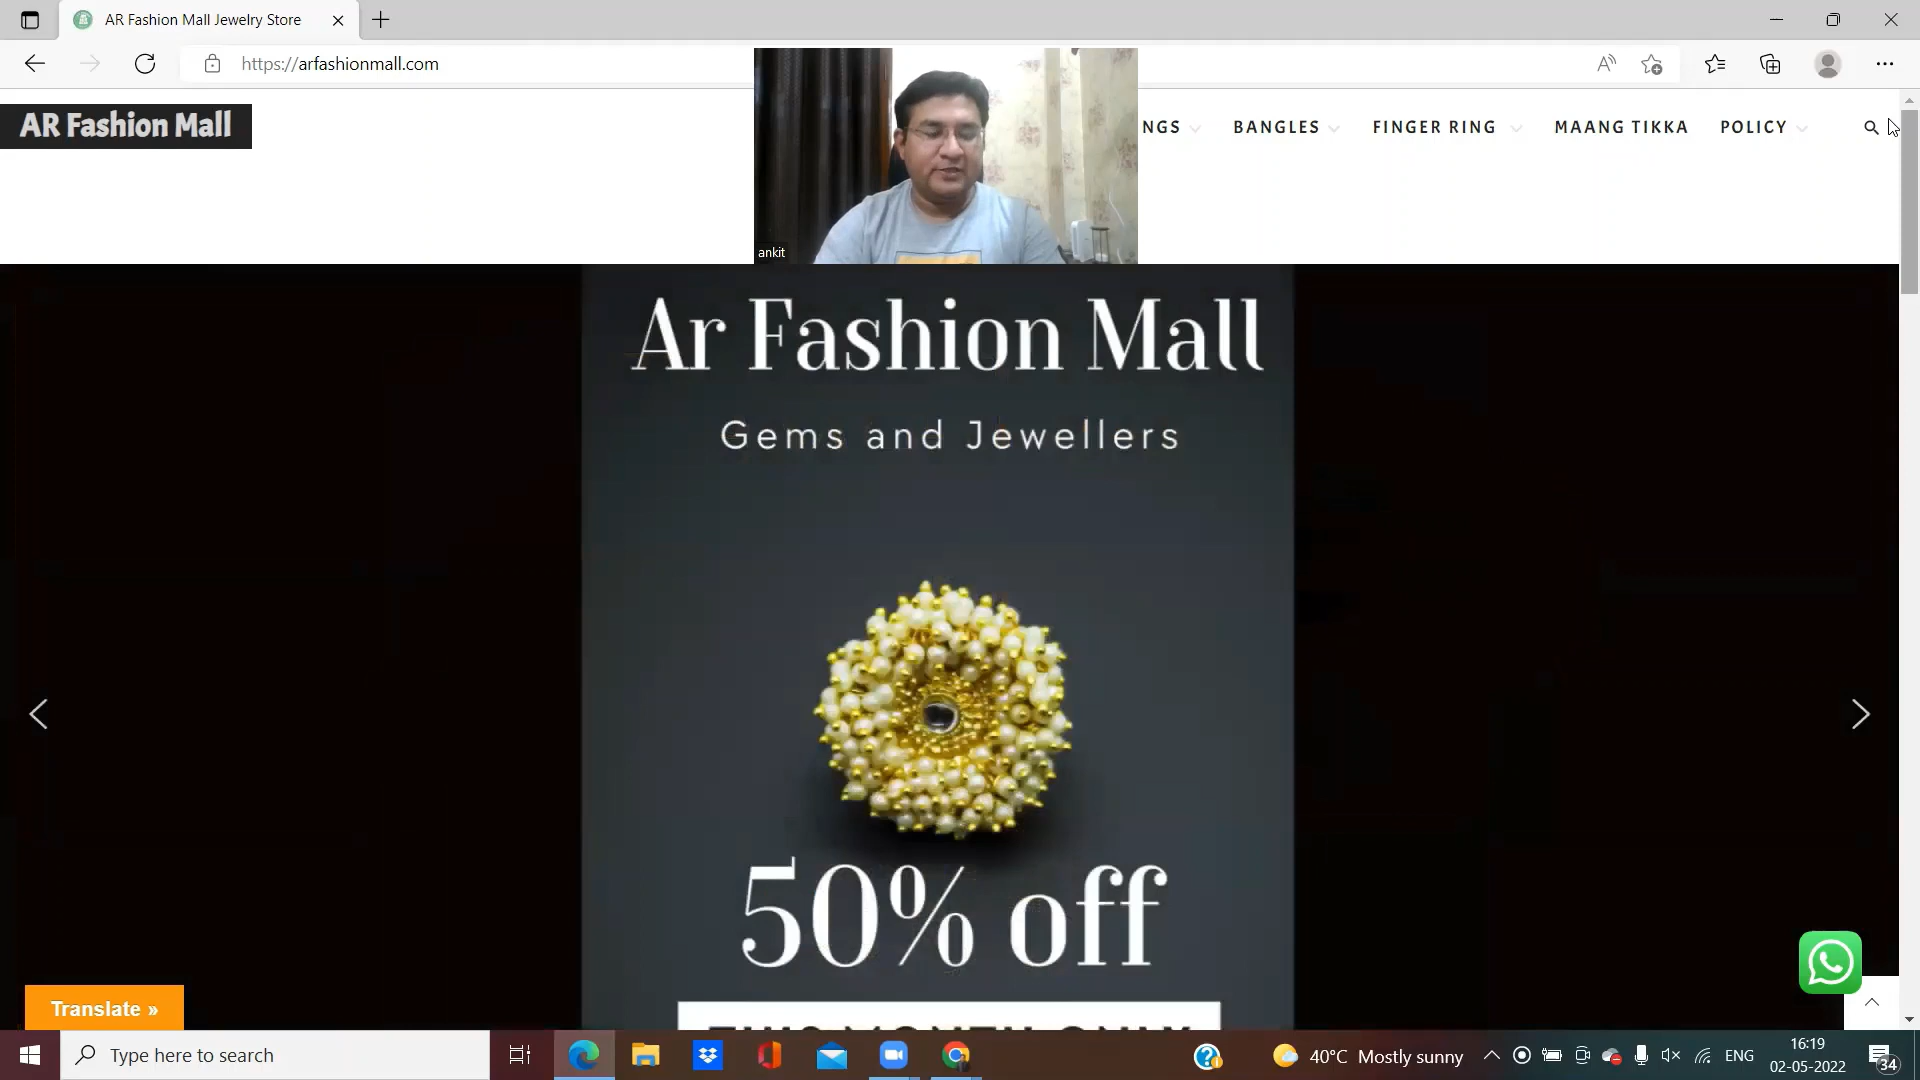 AR Fashion Mall Jewelry Store
https://arfashionmall.com
AR Fashion Mall
NGS
BANGLES
FINGER RING
MAANG TIKKA
POLICY
ankit
Ar Fashion Mall
Gems and Jewellers
50% off
Translate »
Type here to search
40°C Mostly sunny
ENG
16:19
02-05-2022
34